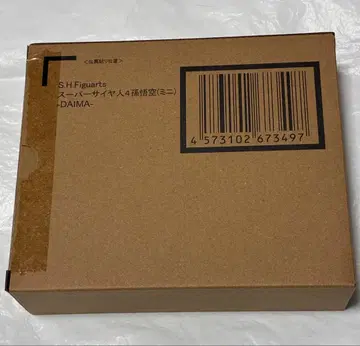 <伝票貼り位置>
S.H.Figuarts
スーパーサイヤ人4孫悟空(ミニ)
-DAIMA-
4 573102 673497